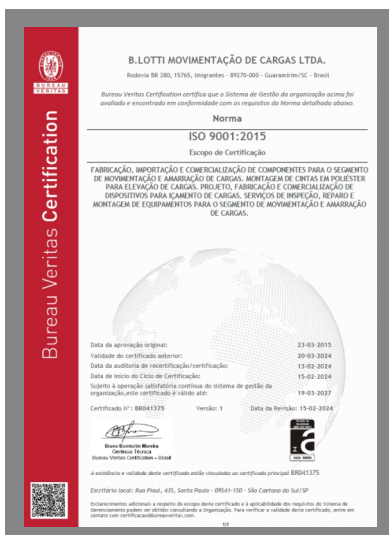 BUREAU
VERITAS
Bureau Veritas Certification
B.LOTTI MOVIMENTAÇÃO DE CARGAS LTDA.
Rodovia BR 280, 15765, Imigrantes - 89270-000 - Guaramirim/SC - Brasil
Bureau Veritas Certification certifica que o Sistema de Gestão da organização acima foi
avaliado e encontrado em conformidade com os requisitos da Norma detalhada abaixo.
Norma
ISO 9001:2015
Escopo de Certificação
FABRICAÇÃO, IMPORTAÇÃO E COMERCIALIZAÇÃO DE COMPONENTES PARA O SEGMENTO
DE MOVIMENTAÇÃO E AMARRAÇÃO DE CARGAS. MONTAGEM DE CINTAS EM POLIÉSTER
PARA ELEVAÇÃO DE CARGAS. PROJETO, FABRICAÇÃO E COMERCIALIZAÇÃO DE
DISPOSITIVOS PARA IÇAMENTO DE CARGAS. SERVIÇOS DE INSPEÇÃO, REPARO E
MONTAGEM DE EQUIPAMENTOS PARA O SEGMENTO DE MOVIMENTAÇÃO E AMARRAÇÃO
DE CARGAS.
Data da aprovação original: 23-03-2015
Validade do certificado anterior: 20-03-2024
Data da auditoria de recertificação/certificação: 13-02-2024
Data de início do Ciclo de Certificação: 15-02-2024
Sujeito à operação satisfatória contínua do sistema de gestão da
organização,este certificado é válido até: 19-03-2027
Certificado N°: BR041375 Versão: 1 Data da Revisão: 15-02-2024
Bruno Bomtorim Moreira
Gerência Técnica
Bureau Veritas Certification – Brasil
A existência e validade deste certificado estão vinculadas ao certificado principal BR041375
Escritório local: Rua Piauí, 435, Santa Paula - 09541-150 - São Caetano do Sul/SP
Esclarecimentos adicionais a respeito do escopo deste certificado e à aplicabilidade dos requisitos do Sistema de
Gerenciamento podem ser obtidos consultando a Organização. Para verificar a validade deste certificado, entre em
contato com certificacao@bureauveritas.com.
1/1